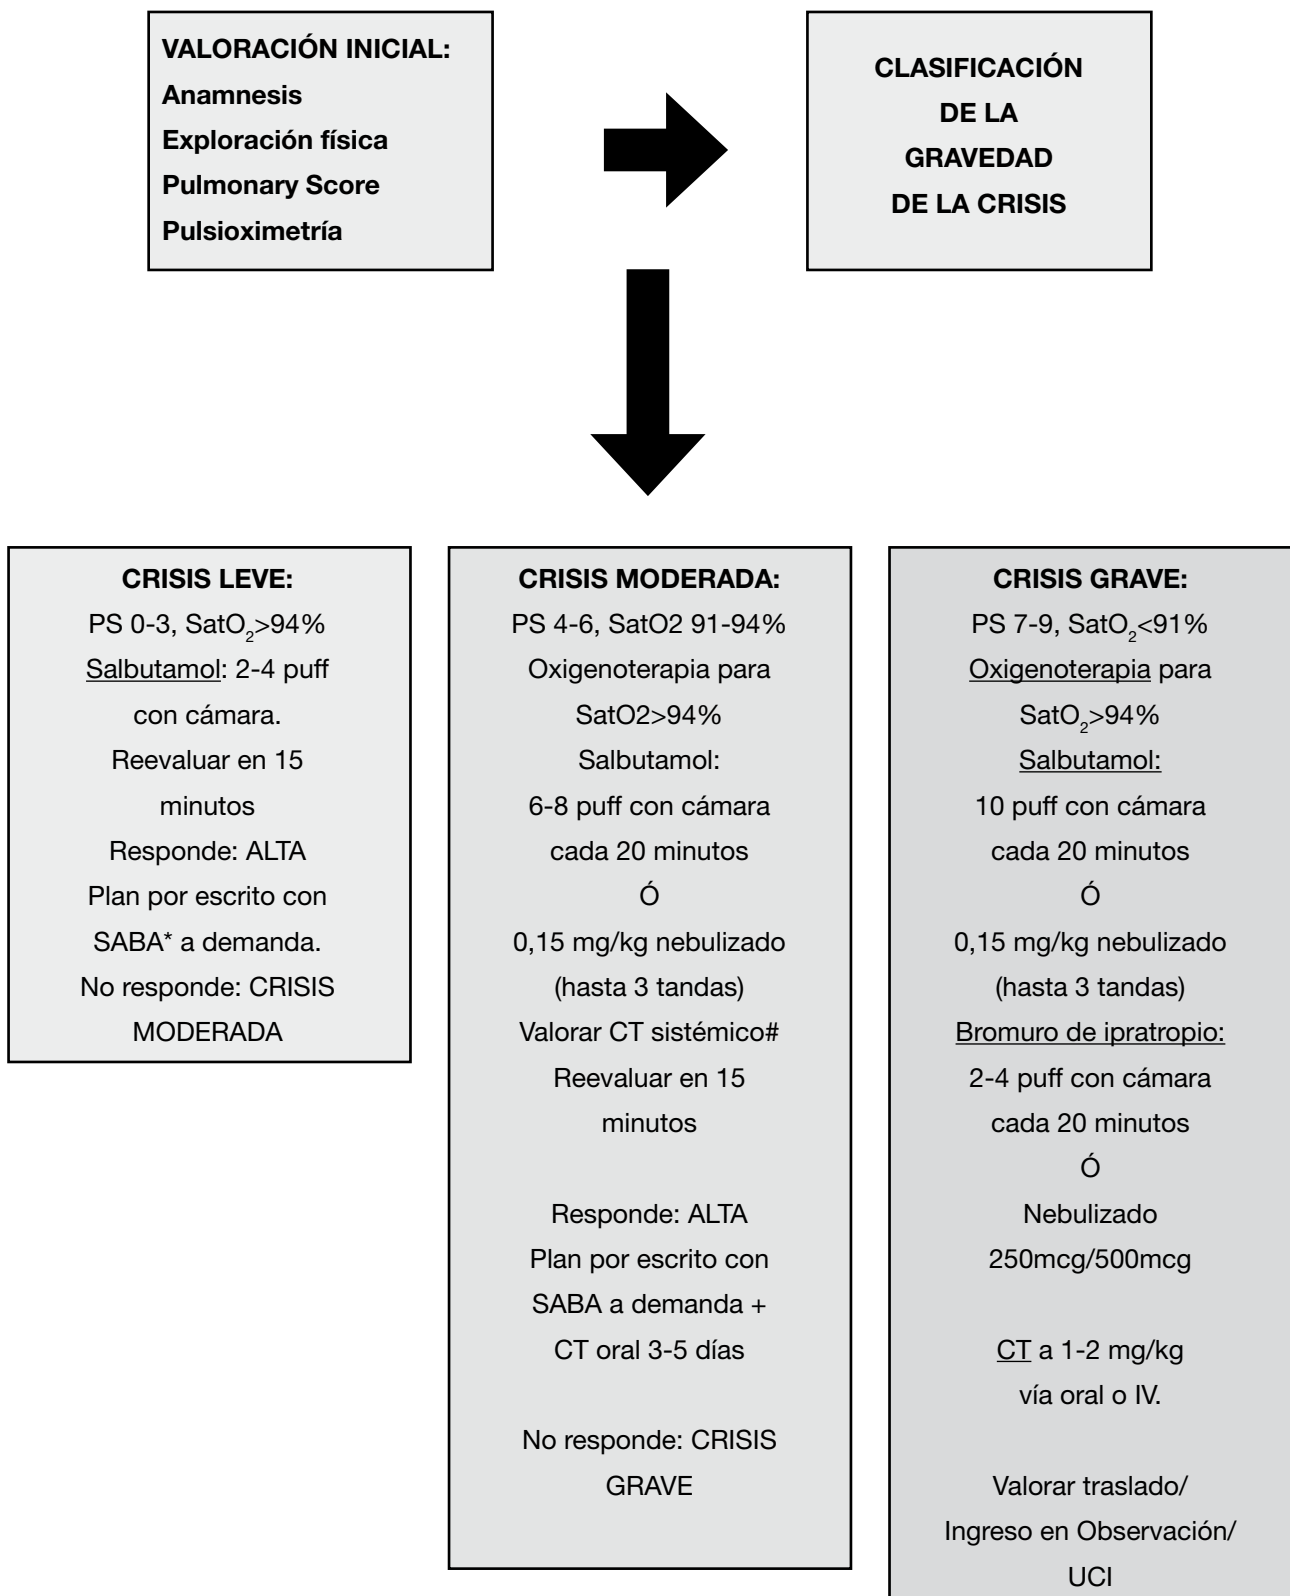 VALORACIÓN INICIAL:
Anamnesis
Exploración física
Pulmonary Score
Pulsioximetría
CLASIFICACIÓN
DE LA
GRAVEDAD
DE LA CRISIS
CRISIS LEVE:
PS 0-3, SatO₂>94%
Salbutamol: 2-4 puff
con cámara.
Reevaluar en 15
minutos
Responde: ALTA
Plan por escrito con
SABA* a demanda.
No responde: CRISIS
MODERADA
CRISIS MODERADA:
PS 4-6, SatO2 91-94%
Oxigenoterapia para
SatO2>94%
Salbutamol:
6-8 puff con cámara
cada 20 minutos
Ó
0,15 mg/kg nebulizado
(hasta 3 tandas)
Valorar CT sistémico#
Reevaluar en 15
minutos
Responde: ALTA
Plan por escrito con
SABA a demanda +
CT oral 3-5 días
No responde: CRISIS
GRAVE
CRISIS GRAVE:
PS 7-9, SatO₂<91%
Oxigenoterapia para
SatO₂>94%
Salbutamol:
10 puff con cámara
cada 20 minutos
Ó
0,15 mg/kg nebulizado
(hasta 3 tandas)
Bromuro de ipratropio:
2-4 puff con cámara
cada 20 minutos
Ó
Nebulizado
250mcg/500mcg
CT a 1-2 mg/kg
vía oral o IV.
Valorar traslado/
Ingreso en Observación/
UCI